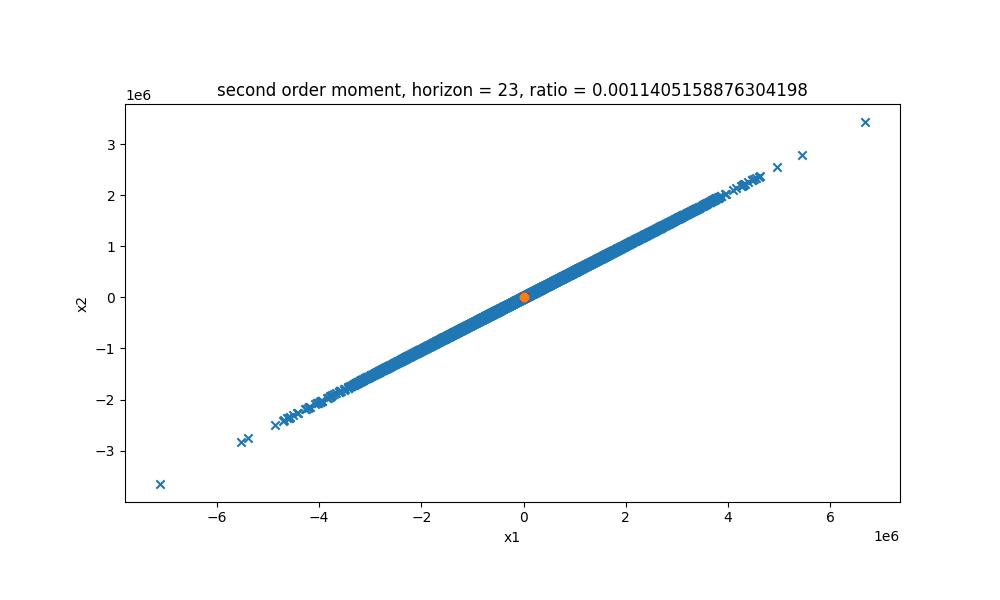 second order moment, horizon = 23, ratio = 0.0011405158876304198
1e6
3
2
1
0
−1
−2
−3
x2
−6
−4
−2
0
2
4
6
x1
1e6